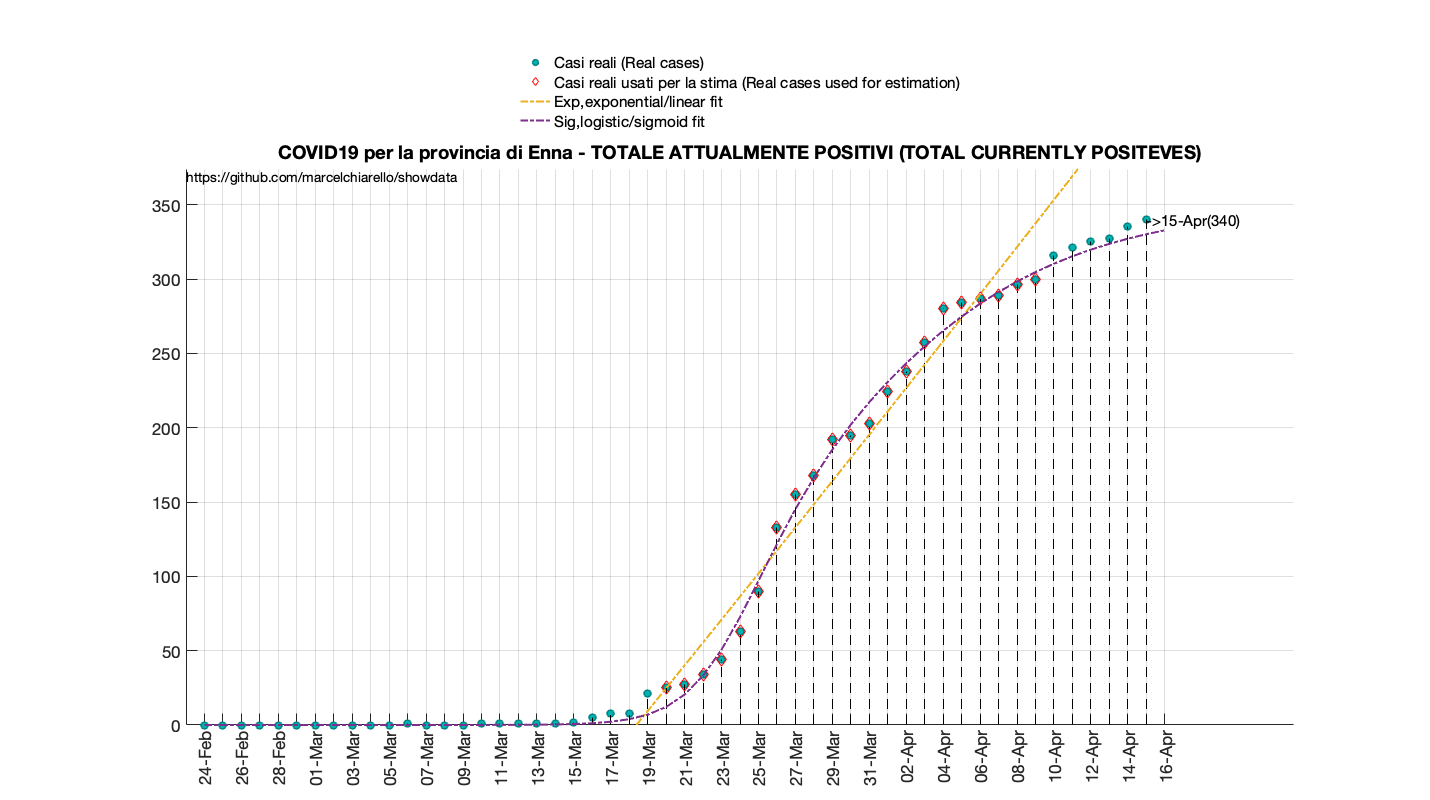 Casi reali (Real cases)
Casi reali usati per la stima (Real cases used for estimation)
Exp,exponential/linear fit
Sig,logistic/sigmoid fit
COVID19 per la provincia di Enna - TOTALE ATTUALMENTE POSITIVI (TOTAL CURRENTLY POSITEVES)
https://github.com/marcelchiarello/showdata
350
->15-Apr(340)
300
250
200
150
100
50
0
24-Feb
26-Feb
28-Feb
01-Mar
03-Mar
05-Mar
07-Mar
09-Mar
11-Mar
13-Mar
15-Mar
17-Mar
19-Mar
21-Mar
23-Mar
25-Mar
27-Mar
29-Mar
31-Mar
02-Apr
04-Apr
06-Apr
08-Apr
10-Apr
12-Apr
14-Apr
16-Apr